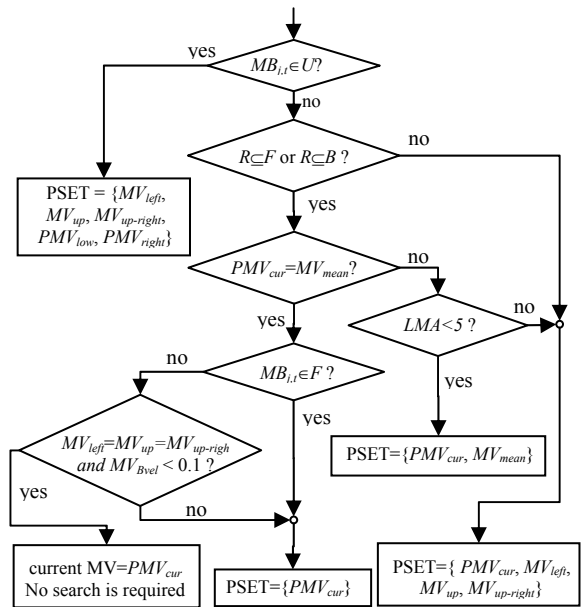 yes
MB_{i,t}∈U?
no
R⊆F or R⊆B ?
no
PSET = {MV_{left},
MV_{up}, MV_{up-right},
PMV_{low}, PMV_{right}}
yes
PMV_{cur}=MV_{mean}?
no
LMA<5 ?
no
yes
no
MB_{i,t}∈F ?
yes
yes
MV_{left}=MV_{up}=MV_{up-righ}
and MV_{Bvel} < 0.1 ?
PSET={PMV_{cur}, MV_{mean}}
yes
no
current MV=PMV_{cur}
No search is required
PSET={PMV_{cur}}
PSET={ PMV_{cur}, MV_{left},
MV_{up}, MV_{up-right}}